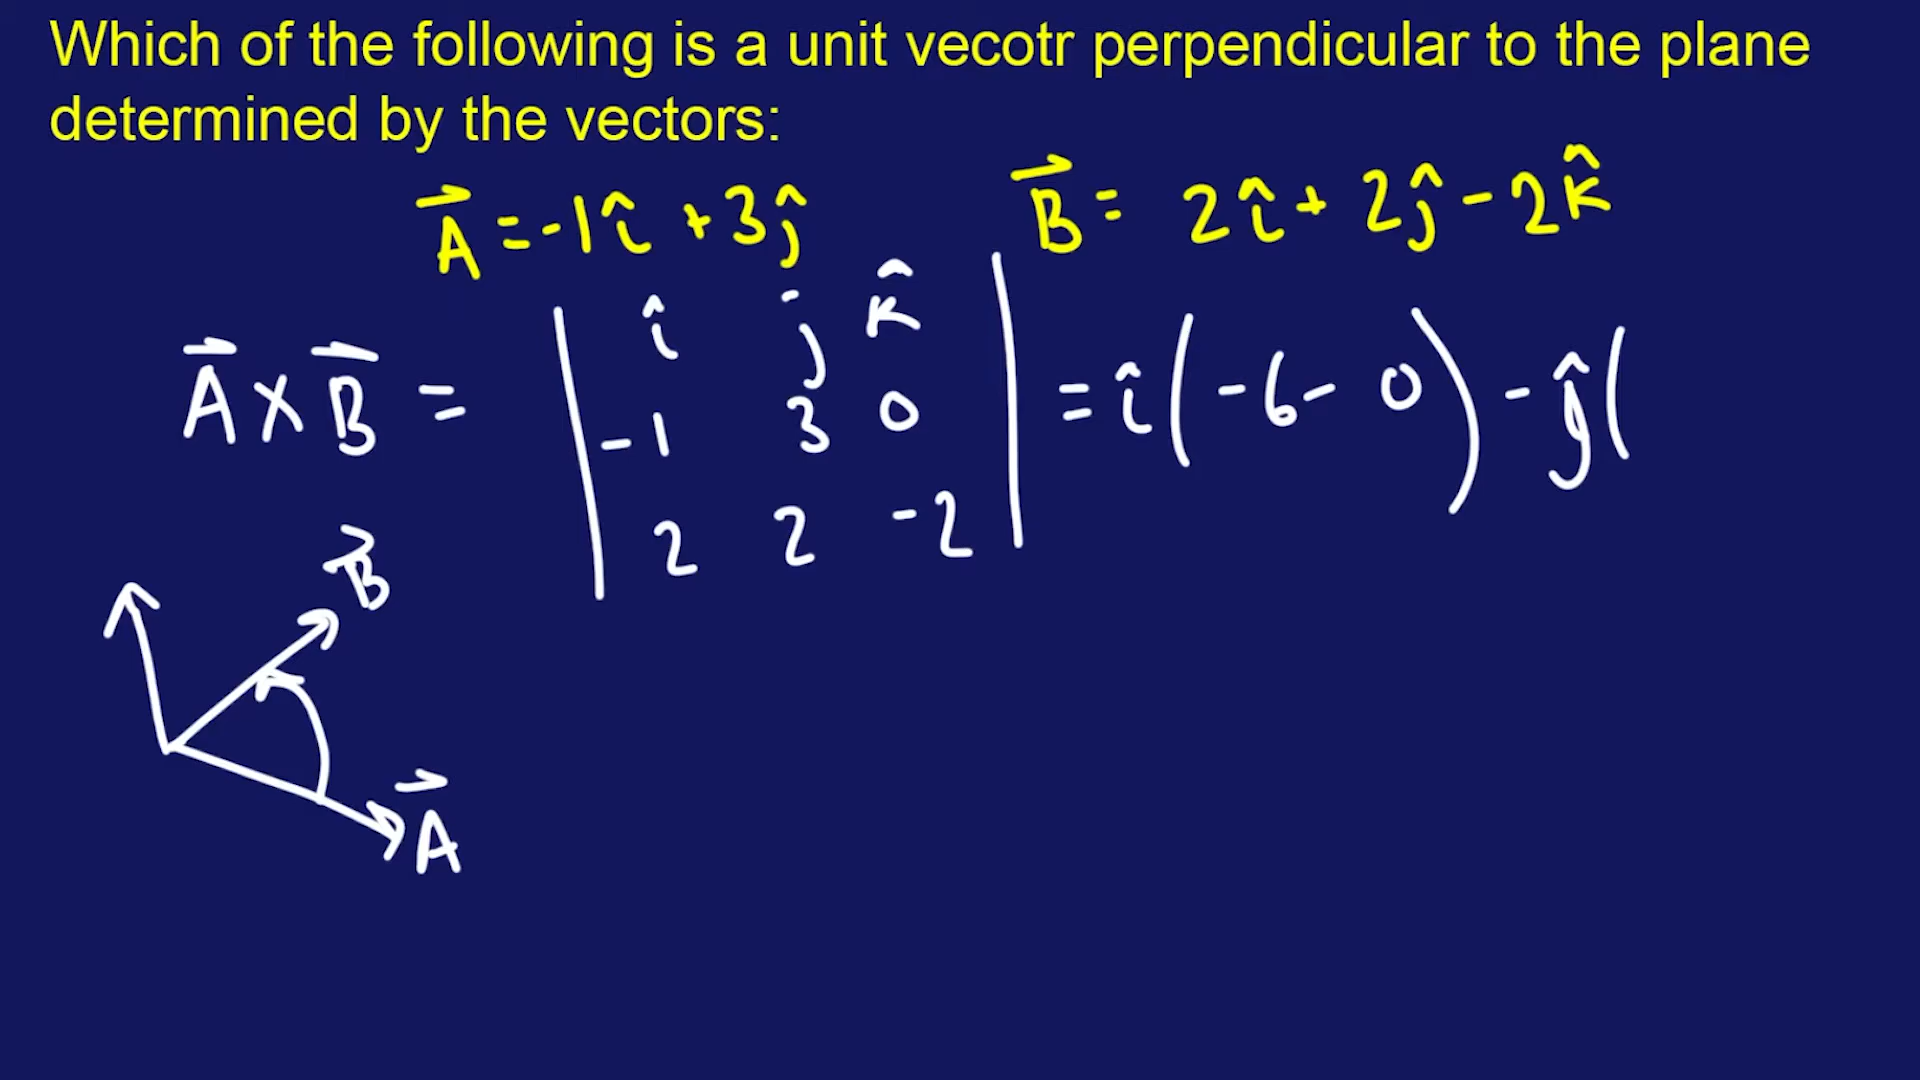 Which of the following is a unit vecotr perpendicular to the plane
determined by the vectors:
A⃗ = -1î + 3ĵ B⃗ = 2î + 2ĵ - 2k̂
A⃗ X B⃗ = | î j k̂ | = î(-6-0) - ĵ(
-1 3 0
2 2 -2
B⃗
A⃗